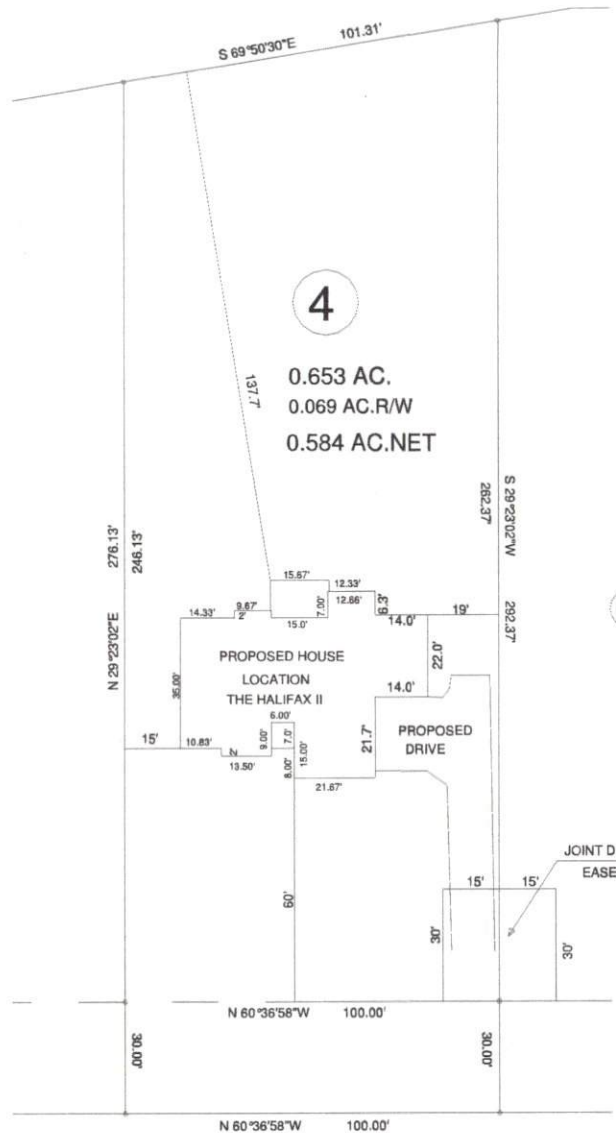 S 69°50'30"E 101.31'
4
0.653 AC.
0.069 AC.R/W
0.584 AC.NET
137.7'
S 29°23'02"W
262.37'
292.37'
N 29°23'02"E
276.13'
246.13'
15.67'
12.33'
12.66'
7.00'
6.3'
14.33'
9.67'
2'
15.0'
14.0'
19'
35.00'
22.0'
PROPOSED HOUSE
LOCATION
THE HALIFAX II
14.0'
6.00'
PROPOSED
DRIVE
21.7'
15'
10.83'
2'
13.50'
9.00'
7.0'
15.00'
8.00'
21.67'
60'
JOINT D
EASE
15'
15'
30'
30'
N 60°36'58"W 100.00'
30.00'
30.00'
N 60°36'58"W 100.00'